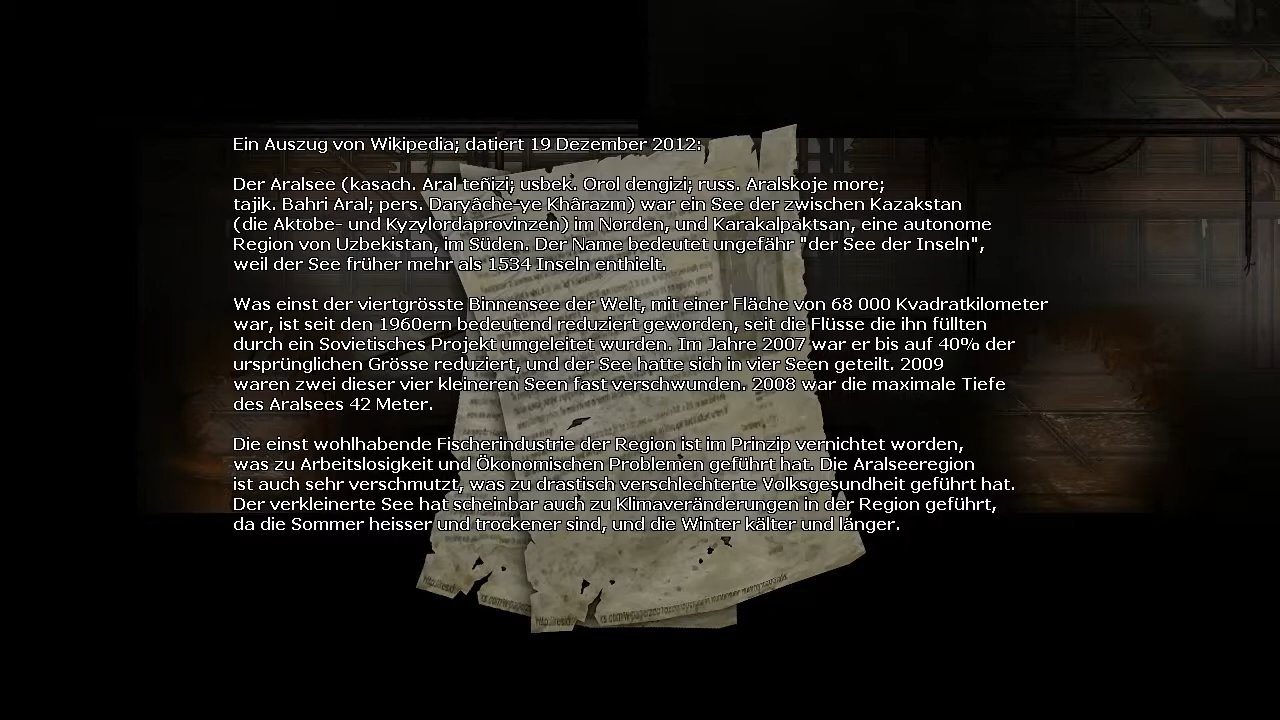 Ein Auszug von Wikipedia; datiert 19 Dezember 2012:
Der Aralsee (kasach. Aral teñizi; usbek. Orol dengizi; russ. Aralskoje more;
tajik. Bahri Aral; pers. Daryâche-ye Khârazm) war ein See der zwischen Kazakstan
(die Aktobe- und Kyzylordaprovinzen) im Norden, und Karakalpaktsan, eine autonome
Region von Uzbekistan, im Süden. Der Name bedeutet ungefähr "der See der Inseln",
weil der See früher mehr als 1534 Inseln enthielt.
Was einst der viertgrösste Binnensee der Welt, mit einer Fläche von 68 000 Kvadratkilometer
war, ist seit den 1960ern bedeutend reduziert geworden, seit die Flüsse die ihn füllten
durch ein Sovietisches Projekt umgeleitet wurden. Im Jahre 2007 war er bis auf 40% der
ursprünglichen Grösse reduziert, und der See hatte sich in vier Seen geteilt. 2009
waren zwei dieser vier kleineren Seen fast verschwunden. 2008 war die maximale Tiefe
des Aralsees 42 Meter.
Die einst wohlhabende Fischerindustrie der Region ist im Prinzip vernichtet worden,
was zu Arbeitslosigkeit und Ökonomischen Problemen geführt hat. Die Aralseeregion
ist auch sehr verschmutzt, was zu drastisch verschlechterte Volksgesundheit geführt hat.
Der verkleinerte See hat scheinbar auch zu Klimaveränderungen in der Region geführt,
da die Sommer heisser und trockener sind, und die Winter kälter und länger.